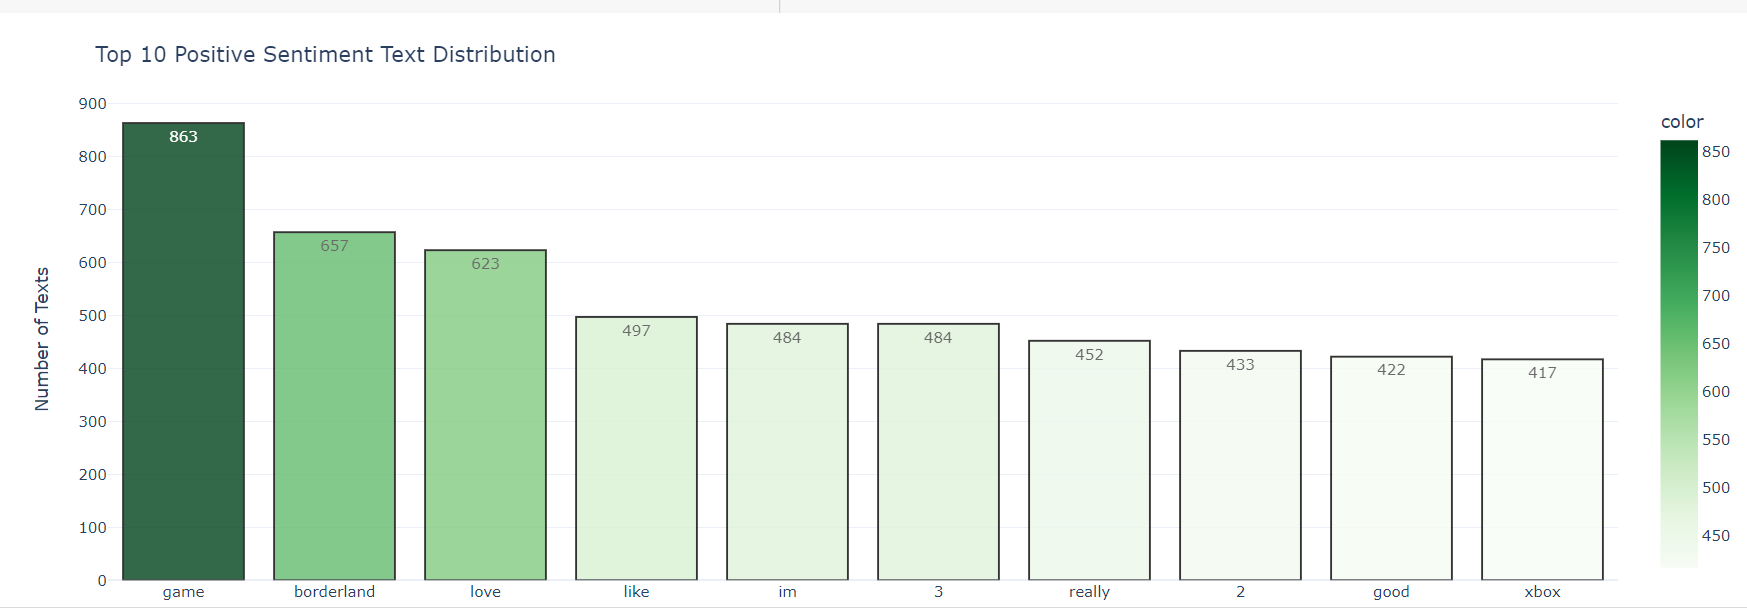 Top 10 Positive Sentiment Text Distribution
Number of Texts
900
800
700
600
500
400
300
200
100
0
863
657
623
497
484
484
452
433
422
417
game
borderland
love
like
im
3
really
2
good
xbox
color
850
800
750
700
650
600
550
500
450